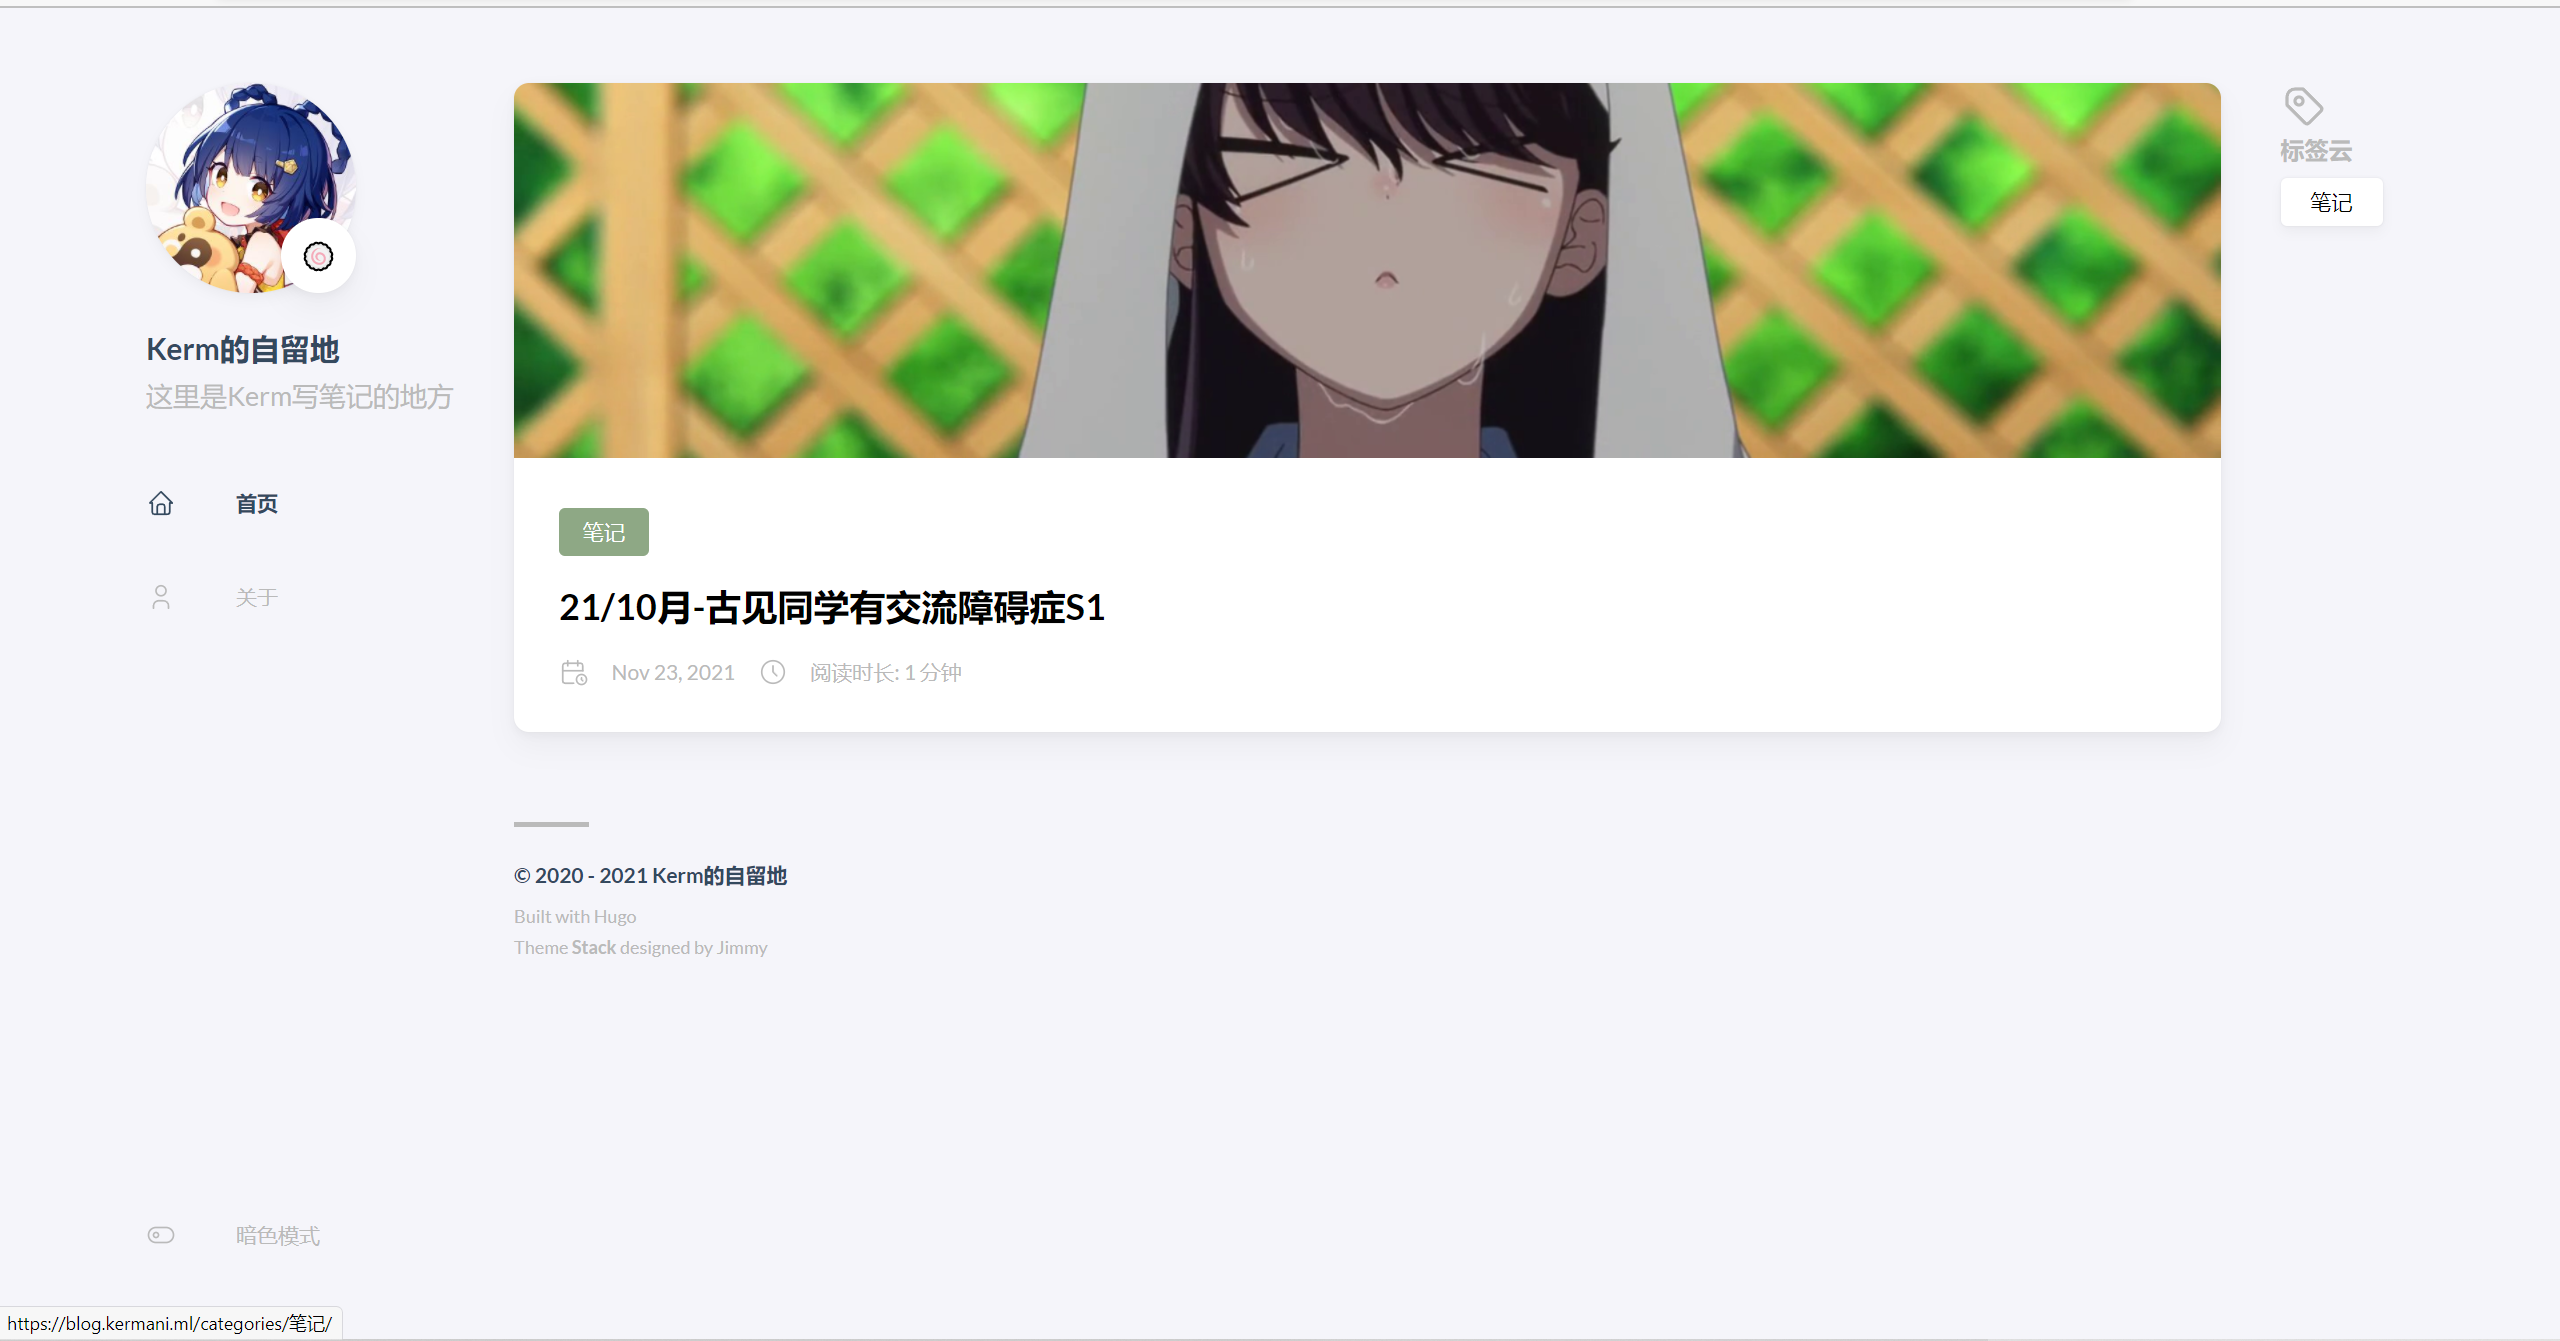 Kerm的自留地
这里是Kerm写笔记的地方
首页
关于
暗色模式
笔记
21/10月-古见同学有交流障碍症S1
Nov 23, 2021 阅读时长: 1 分钟
© 2020 - 2021 Kerm的自留地
Built with Hugo
Theme Stack designed by Jimmy
标签云
笔记
https://blog.kermani.ml/categories/笔记/